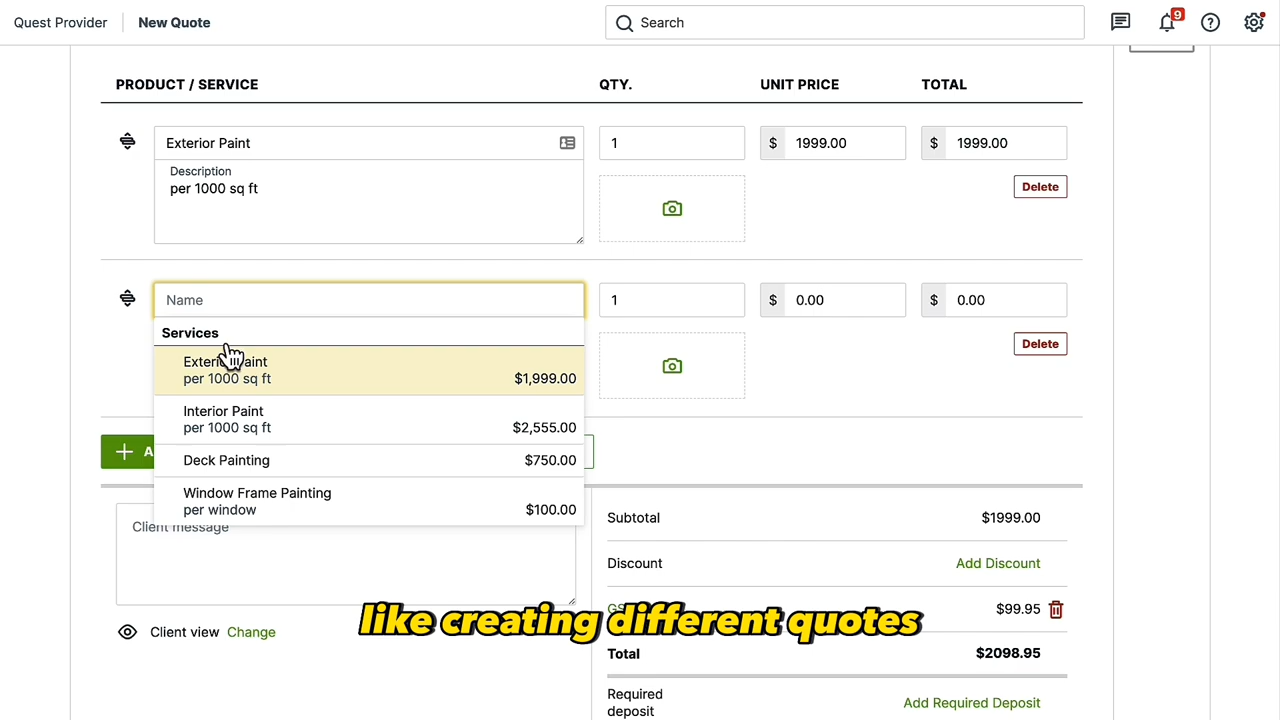 Quest Provider
New Quote
Search
9
PRODUCT / SERVICE
QTY.
UNIT PRICE
TOTAL
Exterior Paint
1
$ 1999.00
$ 1999.00
Description
per 1000 sq ft
Delete
Name
1
$ 0.00
$ 0.00
Services
Delete
per 1000 sq ft
$1,999.00
Interior Paint
per 1000 sq ft
$2,555.00
A
Deck Painting
$750.00
Window Frame Painting
per window
$100.00
Client message
Subtotal
$1999.00
Discount
Add Discount
$99.95
like creating different quotes
Client view Change
Total
$2098.95
Required
deposit
Add Required Deposit